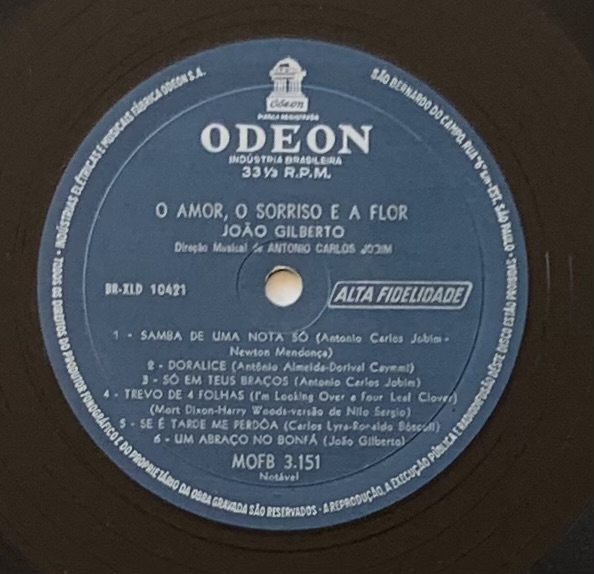 Odeon
MARCA REGISTRADA
ODEON
INDÚSTRIA BRASILEIRA
33⅓ R.P.M.
O AMOR, O SORRISO E A FLOR
JOÃO GILBERTO
Direção Musical de ANTONIO CARLOS JOBIM
BR-XLD 10421
ALTA FIDELIDADE
1 - SAMBA DE UMA NOTA SÓ (Antonio Carlos Jobim-
Newton Mendonça)
2 - DORALICE (Antônio Almeida-Dorival Caymmi)
3 - SÓ EM TEUS BRAÇOS (Antonio Carlos Jobim)
4 - TREVO DE 4 FOLHAS (I'm Looking Over a Four Leaf Clover)
(Mort Dixon-Harry Woods-versão de Nilo Sergio)
5 - SE É TARDE ME PERDÔA (Carlos Lyra-Ronaldo Bôscoli)
6 - UM ABRAÇO NO BONFÁ (João Gilberto)
MOFB 3.151
Notável
INDÚSTRIAS ELÉTRICAS E MUSICAIS FÁBRICA ODEON S.A.
SÃO BERNARDO DO CAMPO, RUA "6" s/n-EST. SÃO PAULO
TODOS OS DIREITOS DO PRODUTOR FONOGRÁFICO E DO PROPRIETÁRIO DA OBRA GRAVADA SÃO RESERVADOS - A REPRODUÇÃO, A EXECUÇÃO PÚBLICA E RADIODIFUSÃO DÊSTE DISCO ESTÃO PROIBIDAS -